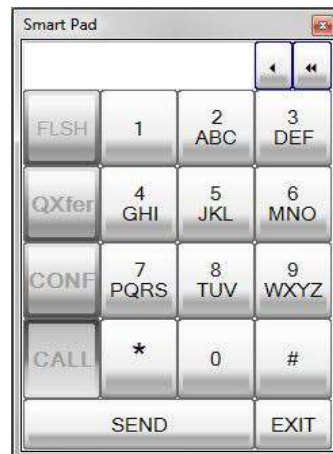 Smart Pad
FLSH 1 2 3
ABC DEF
QXfer 4 5 6
GHI JKL MNO
CONF 7 8 9
PQRS TUV WXYZ
CALL * 0 #
SEND EXIT